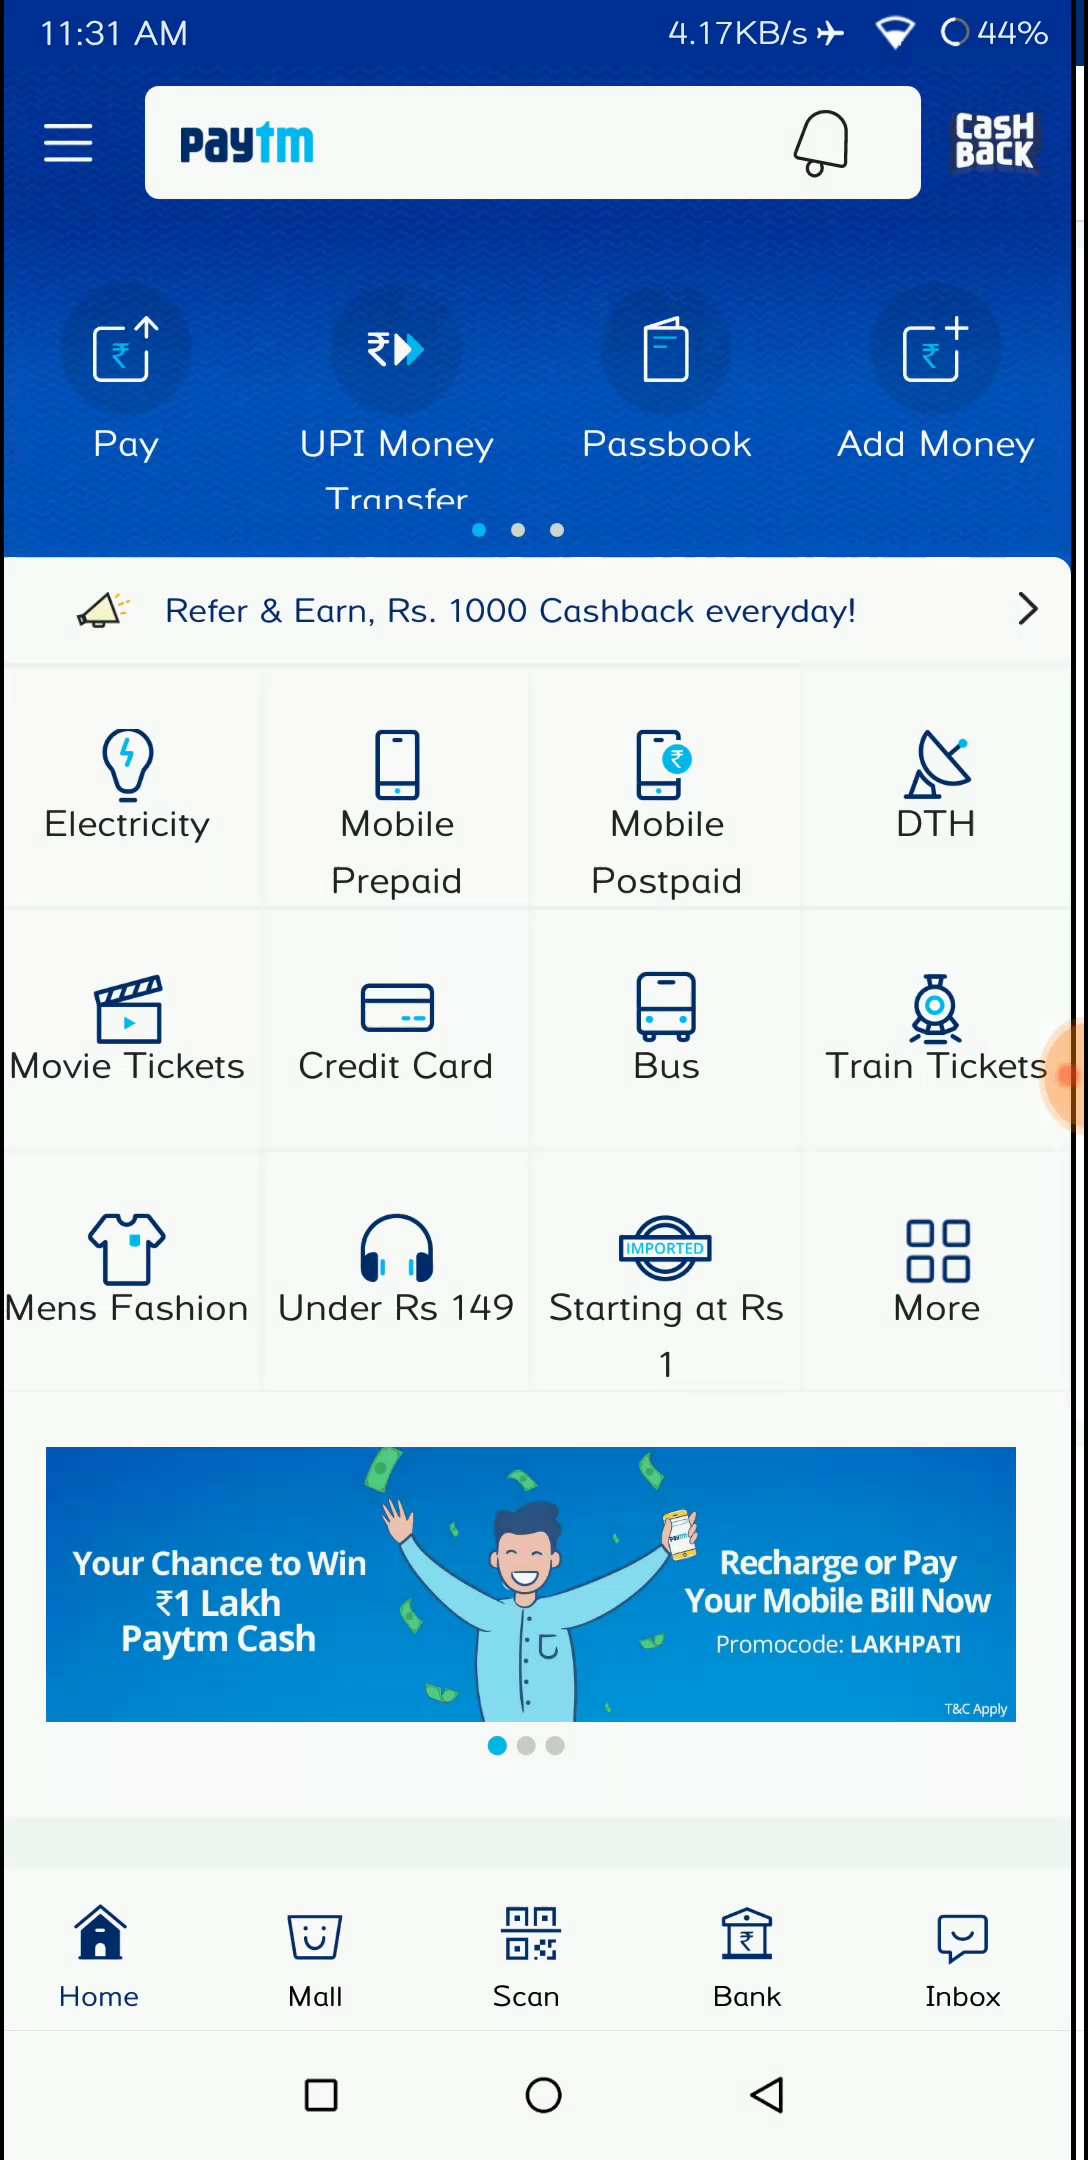 11:31 AM 4.17KB/s 44%
paytm
CASH
BACK
Pay UPI Money Passbook Add Money
Transfer
Refer & Earn, Rs. 1000 Cashback everyday!
Electricity Mobile Mobile DTH
Prepaid Postpaid
Movie Tickets Credit Card Bus Train Tickets
IMPORTED
Mens Fashion Under Rs 149 Starting at Rs More
1
Your Chance to Win
₹1 Lakh
Paytm Cash
paytm
Recharge or Pay
Your Mobile Bill Now
Promocode: LAKHPATI
T&C Apply
Home Mall Scan Bank Inbox